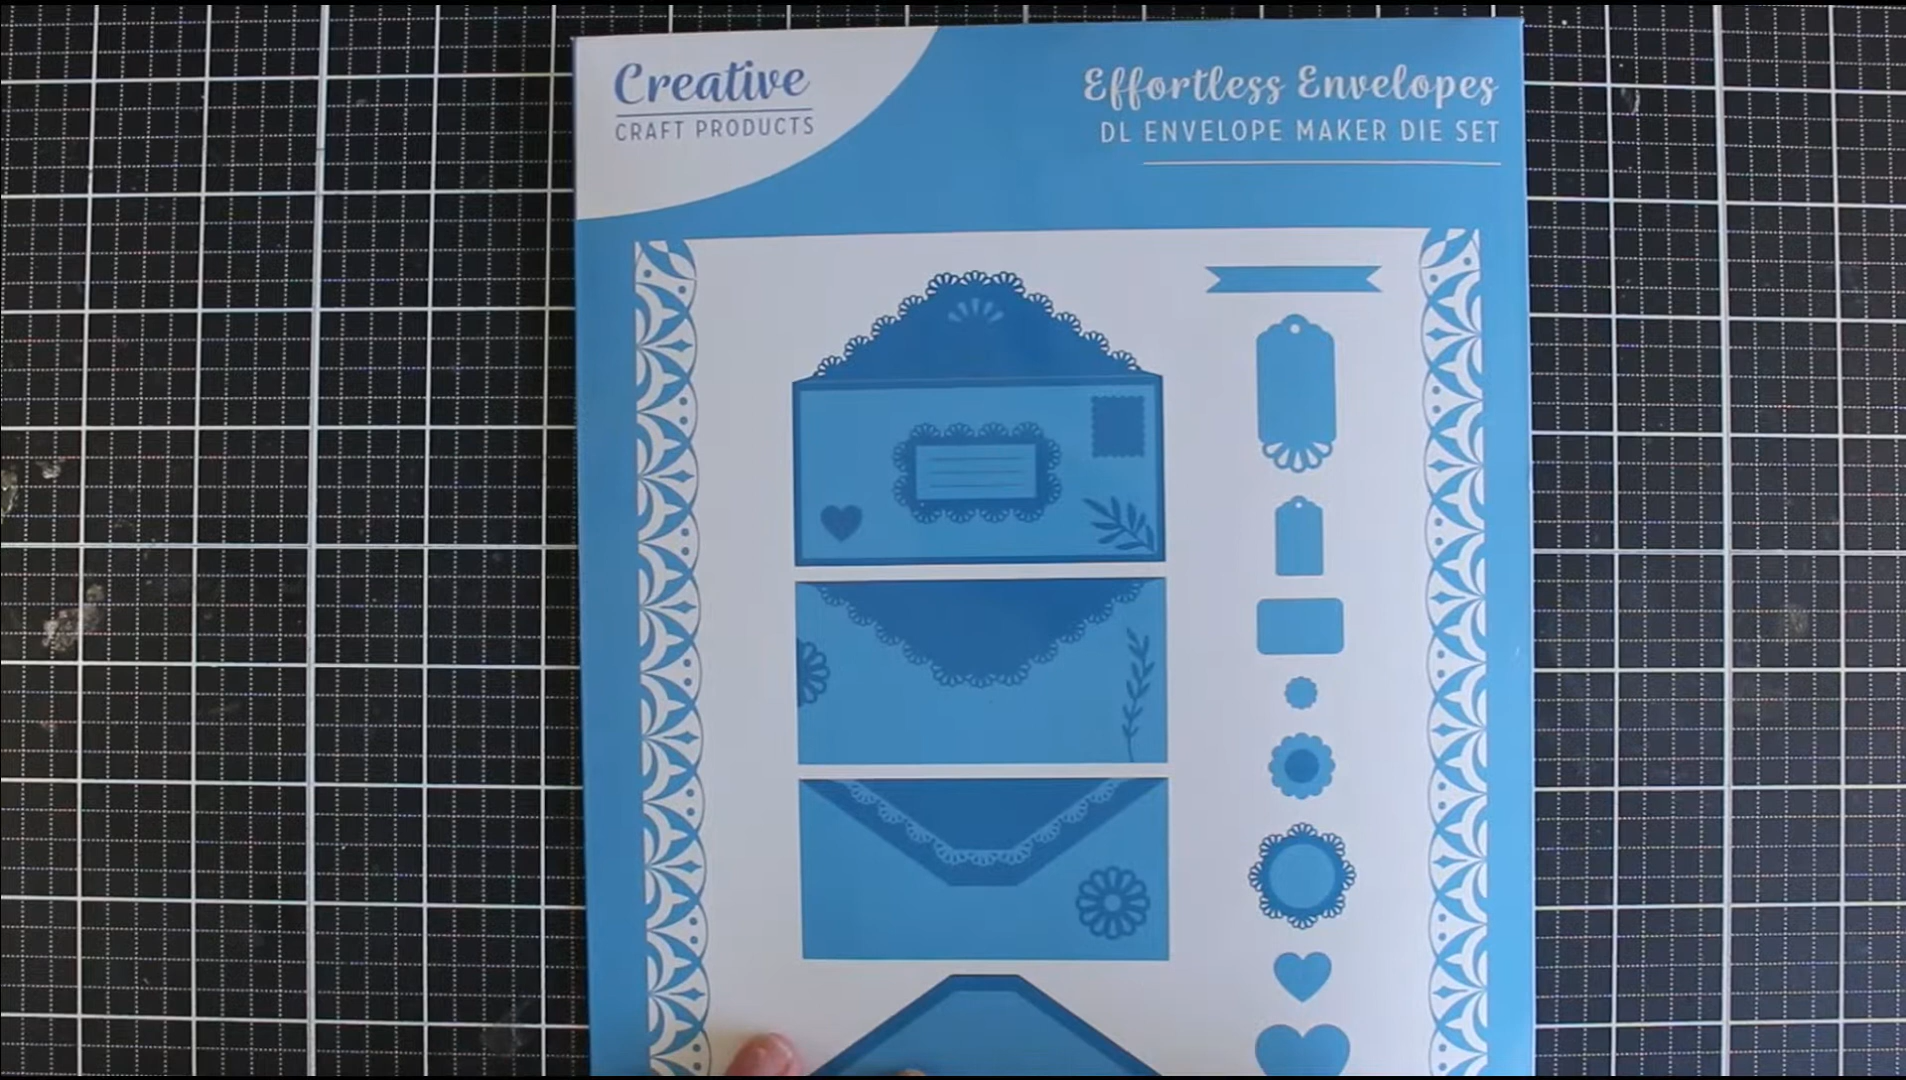 Creative
CRAFT PRODUCTS
Effortless Envelopes
DL ENVELOPE MAKER DIE SET